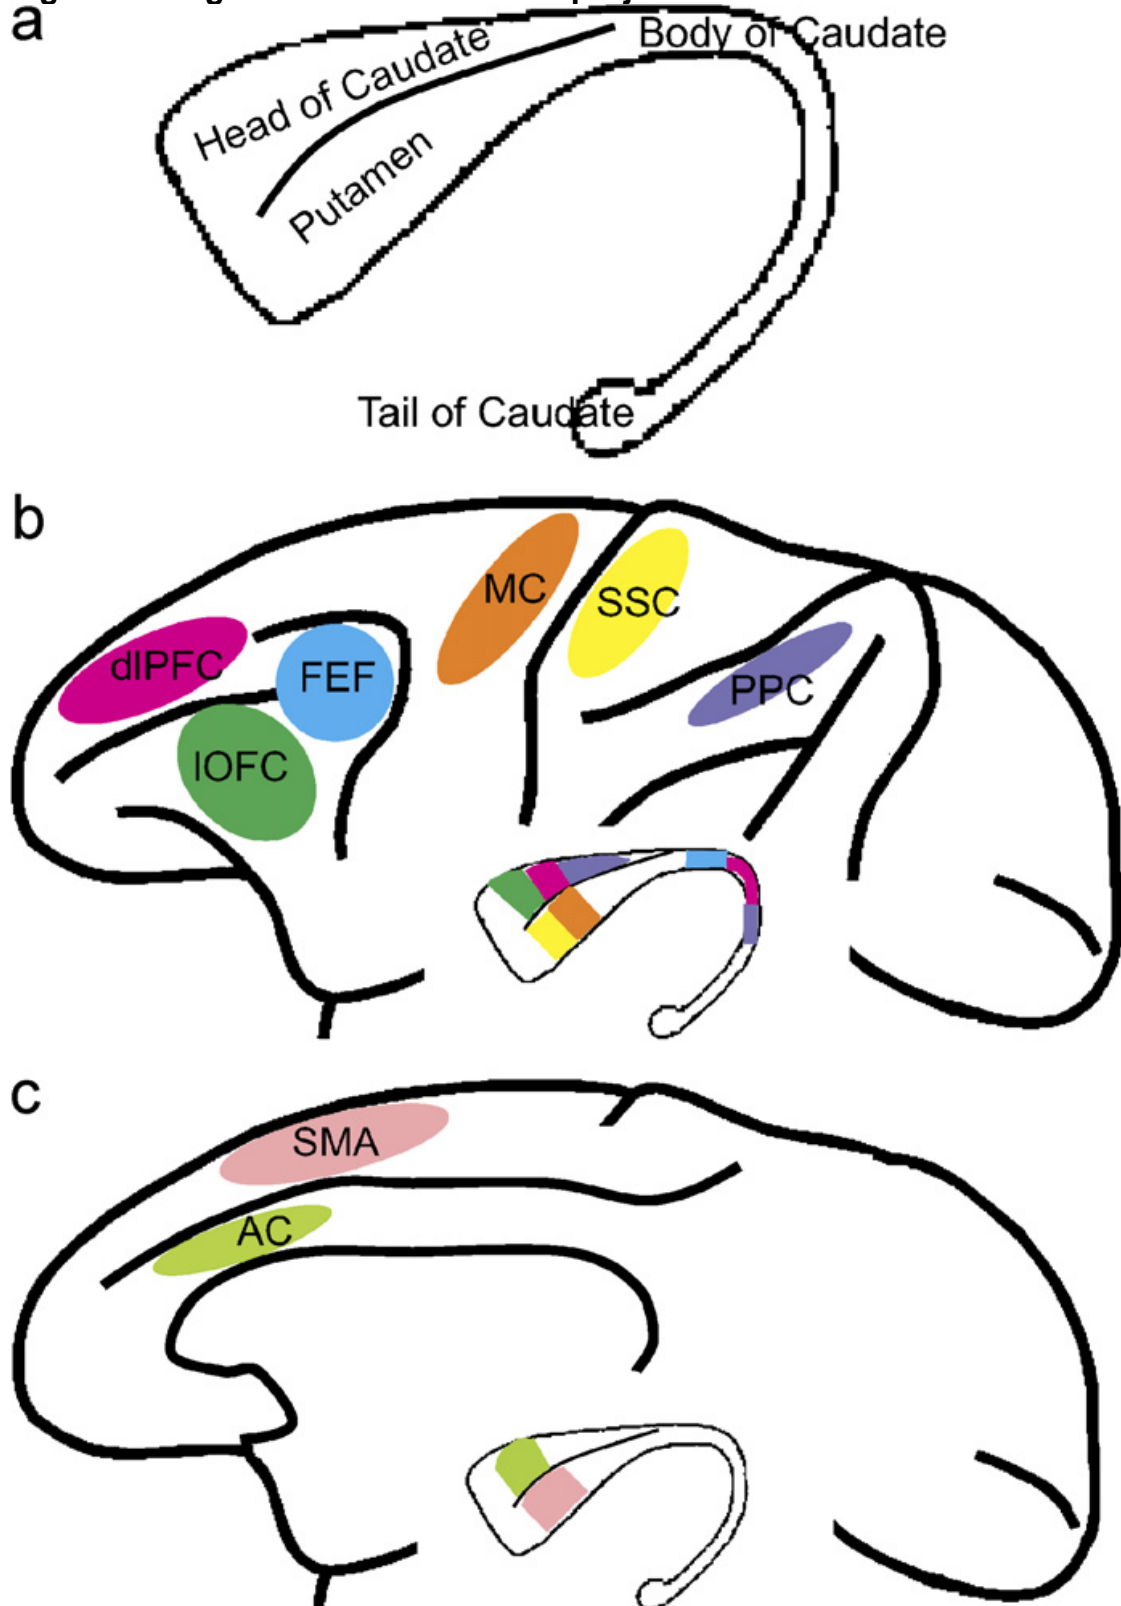 a
Body of Caudate
Head of Caudate
Putamen
Tail of Caudate
b
MC
SSC
dlPFC
FEF
PPC
lOFC
c
SMA
AC